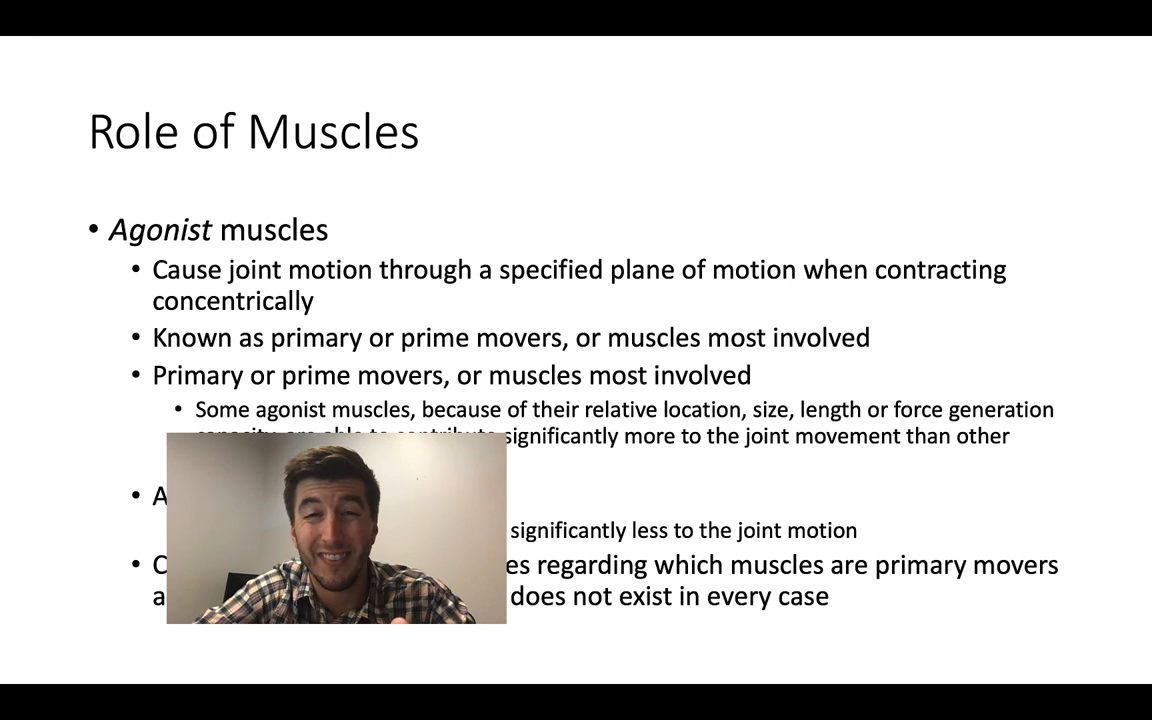 Role of Muscles
• Agonist muscles
• Cause joint motion through a specified plane of motion when contracting
concentrically
• Known as primary or prime movers, or muscles most involved
• Primary or prime movers, or muscles most involved
• Some agonist muscles, because of their relative location, size, length or force generation
capacity, are able to contribute significantly more to the joint movement than other
• A
significantly less to the joint motion
• C es regarding which muscles are primary movers
a does not exist in every case